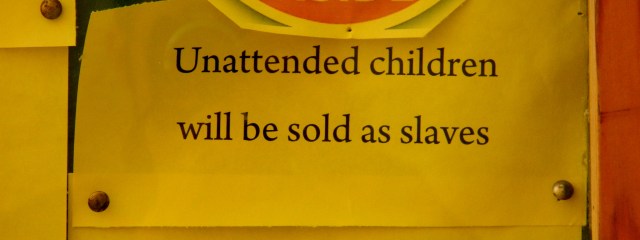 Unattended children
will be sold as slaves